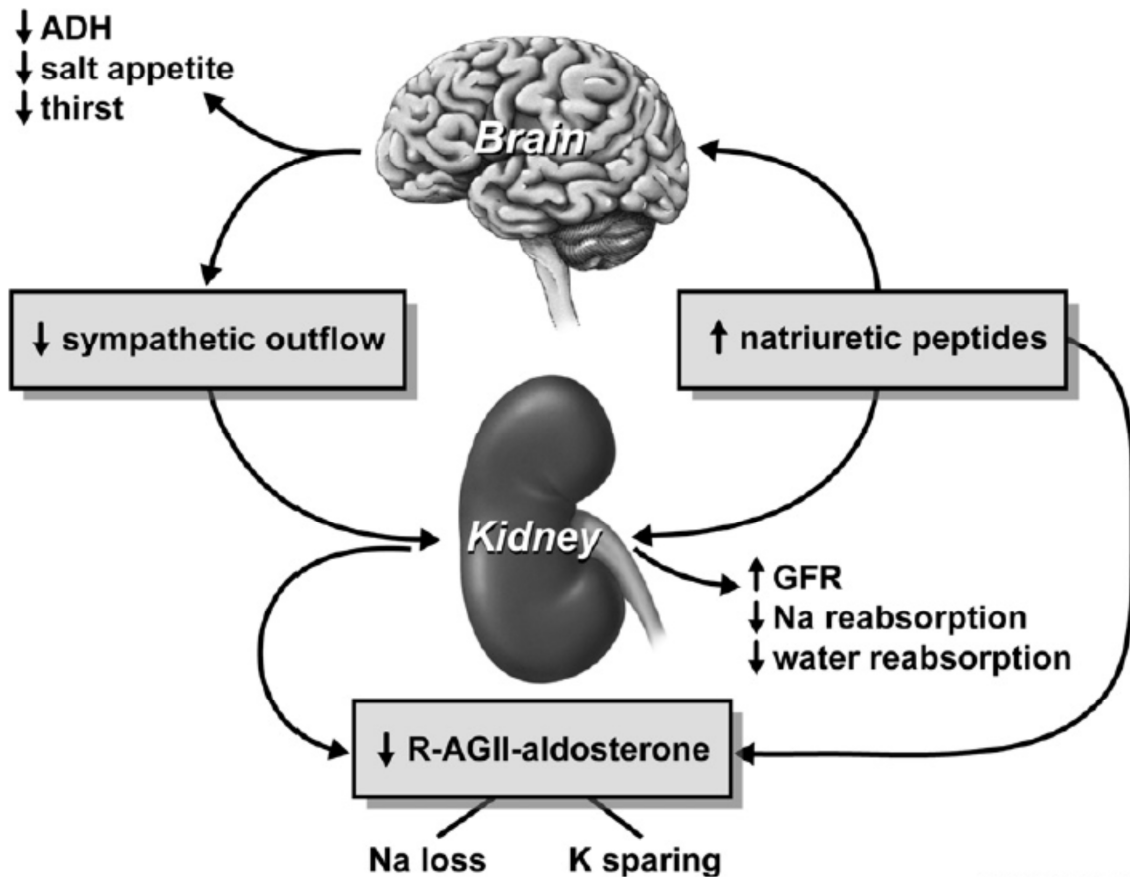 ↓ ADH
↓ salt appetite
↓ thirst
Brain
↓ sympathetic outflow
↑ natriuretic peptides
Kidney
↑ GFR
↓ Na reabsorption
↓ water reabsorption
↓ R-AGII-aldosterone
Na loss
K sparing